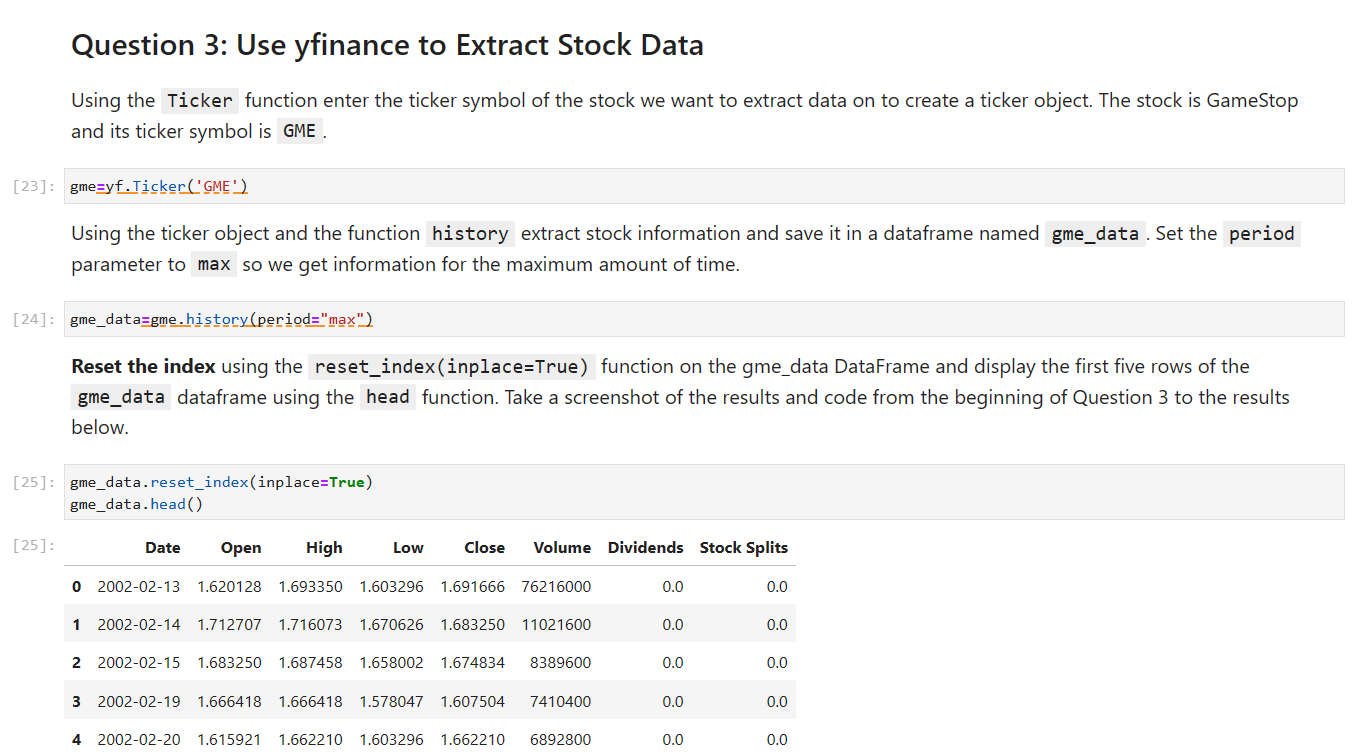 Question 3: Use yfinance to Extract Stock Data
Using the Ticker function enter the ticker symbol of the stock we want to extract data on to create a ticker object. The stock is GameStop
and its ticker symbol is GME.
[23]: gme=yf.Ticker('GME')
Using the ticker object and the function history extract stock information and save it in a dataframe named gme_data. Set the period
parameter to max so we get information for the maximum amount of time.
[24]: gme_data=gme.history(period="max")
Reset the index using the reset_index(inplace=True) function on the gme_data DataFrame and display the first five rows of the
gme_data dataframe using the head function. Take a screenshot of the results and code from the beginning of Question 3 to the results
below.
[25]: gme_data.reset_index(inplace=True)
gme_data.head()
[25]: Date Open High Low Close Volume Dividends Stock Splits
0 2002-02-13 1.620128 1.693350 1.603296 1.691666 76216000 0.0 0.0
1 2002-02-14 1.712707 1.716073 1.670626 1.683250 11021600 0.0 0.0
2 2002-02-15 1.683250 1.687458 1.658002 1.674834 8389600 0.0 0.0
3 2002-02-19 1.666418 1.666418 1.578047 1.607504 7410400 0.0 0.0
4 2002-02-20 1.615921 1.662210 1.603296 1.662210 6892800 0.0 0.0